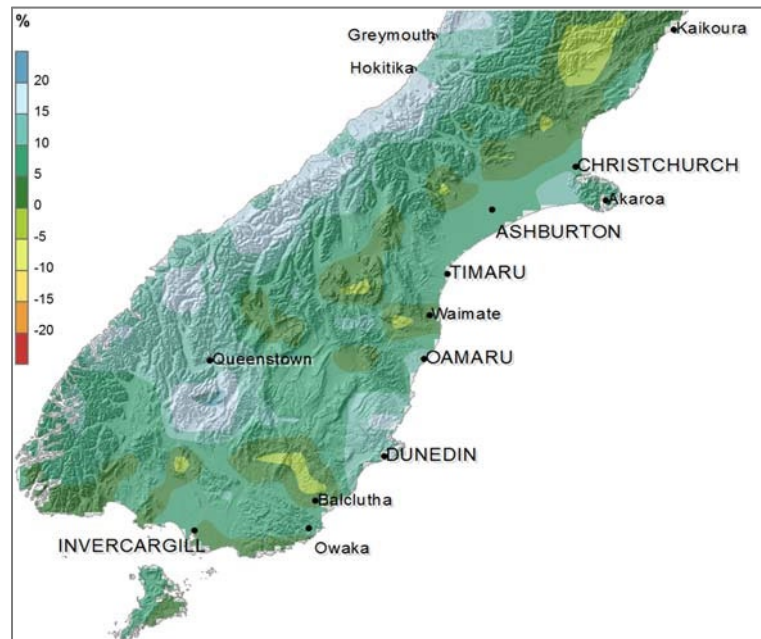 %
20
15
10
5
0
-5
-10
-15
-20
Greymouth
Kaikoura
Hokitika
CHRISTCHURCH
Akaroa
ASHBURTON
TIMARU
Waimate
Queenstown
OAMARU
DUNEDIN
Balclutha
INVERCARGILL
Owaka